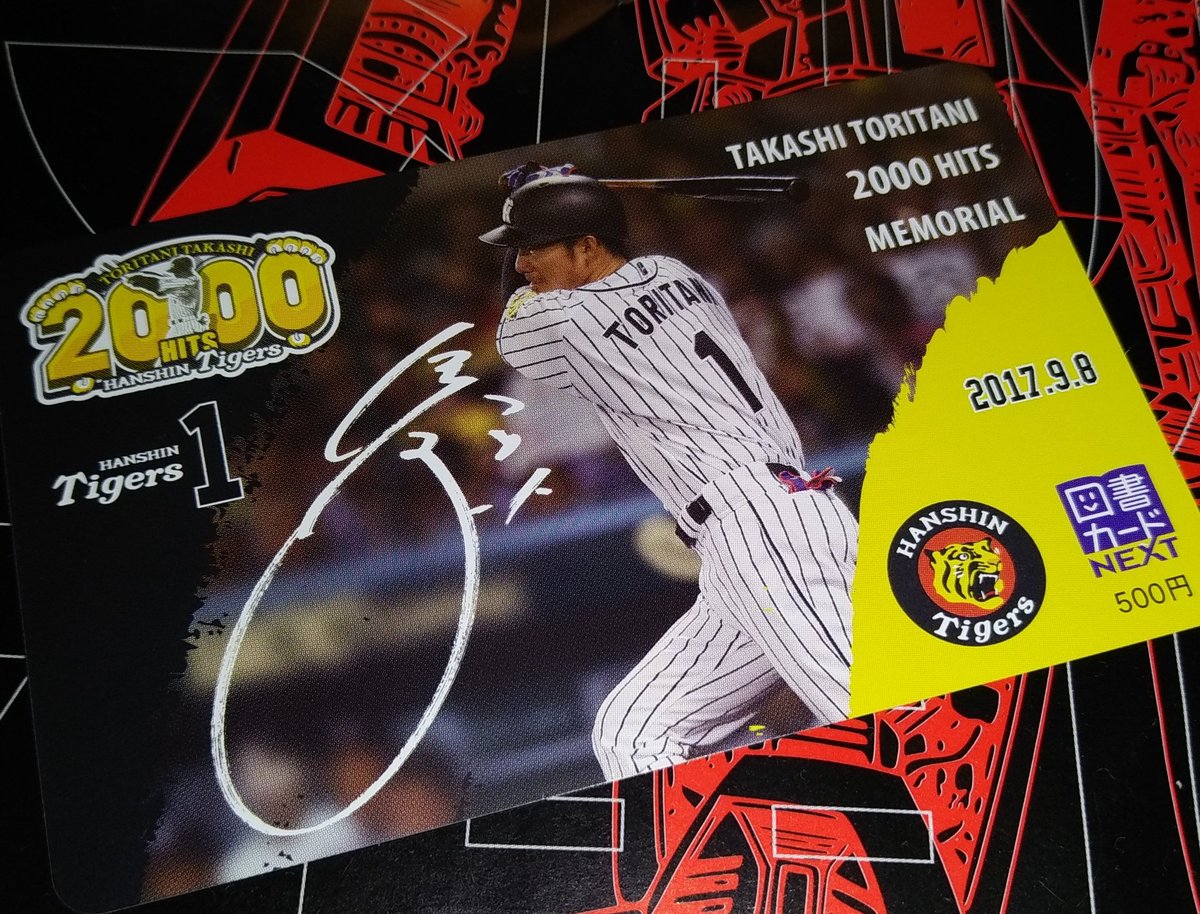 TAKASHI TORITANI
2000 HITS
MEMORIAL
TORITANI TAKASHI
2000
HITS
HANSHIN Tigers
HANSHIN
Tigers 1
TORITANI
1
2017.9.8
HANSHIN
Tigers
図書
カード
NEXT
500円